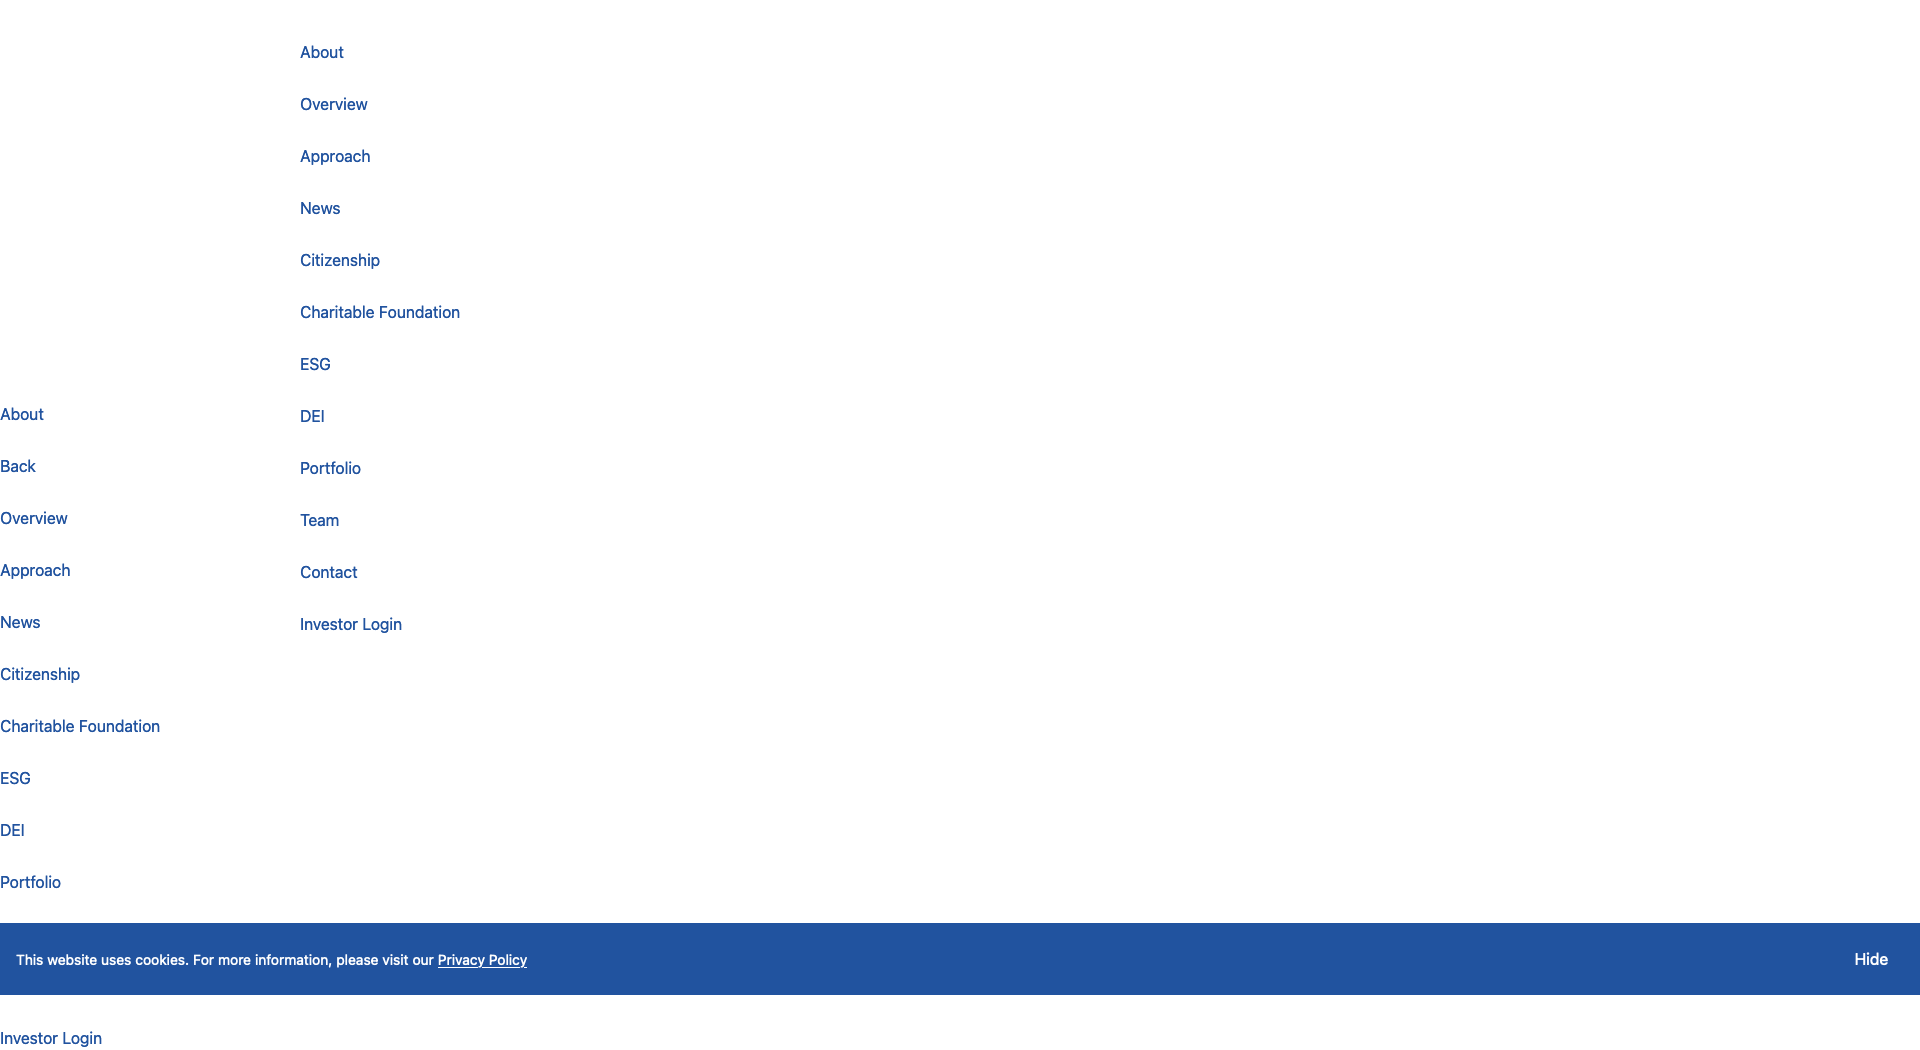 About
Overview
Approach
News
Citizenship
Charitable Foundation
ESG
DEI
Portfolio
Team
Contact
Investor Login
About
Back
Overview
Approach
News
Citizenship
Charitable Foundation
ESG
DEI
Portfolio
This website uses cookies. For more information, please visit our Privacy Policy
Hide
Investor Login